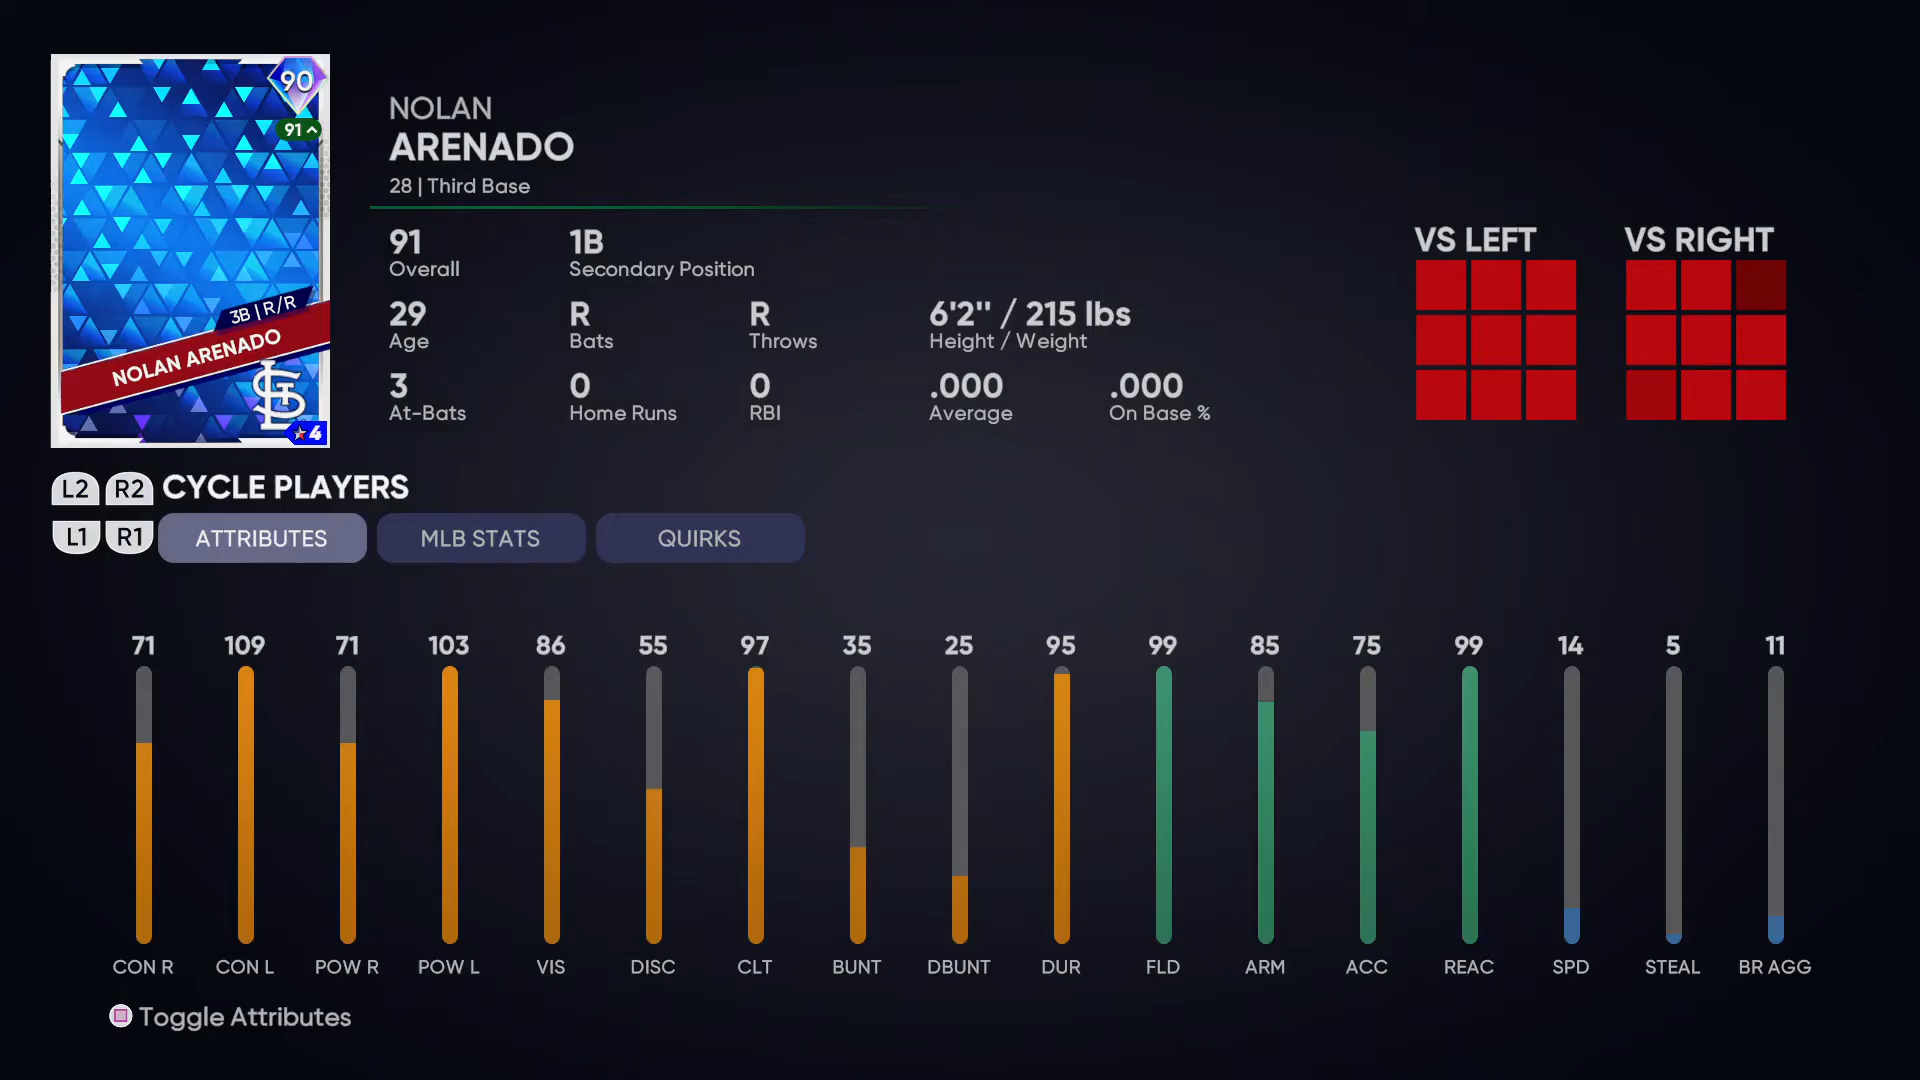 90
91
3B | R/R
NOLAN ARENADO
STL
4
NOLAN
ARENADO
28 | Third Base
91
Overall
1B
Secondary Position
29
Age
R
Bats
R
Throws
6'2" / 215 lbs
Height / Weight
3
At-Bats
0
Home Runs
0
RBI
.000
Average
.000
On Base %
VS LEFT
VS RIGHT
L2 R2 CYCLE PLAYERS
L1 R1 ATTRIBUTES MLB STATS QUIRKS
71 109 71 103 86 55 97 35 25 95 99 85 75 99 14 5 11
CON R CON L POW R POW L VIS DISC CLT BUNT DBUNT DUR FLD ARM ACC REAC SPD STEAL BR AGG
Toggle Attributes